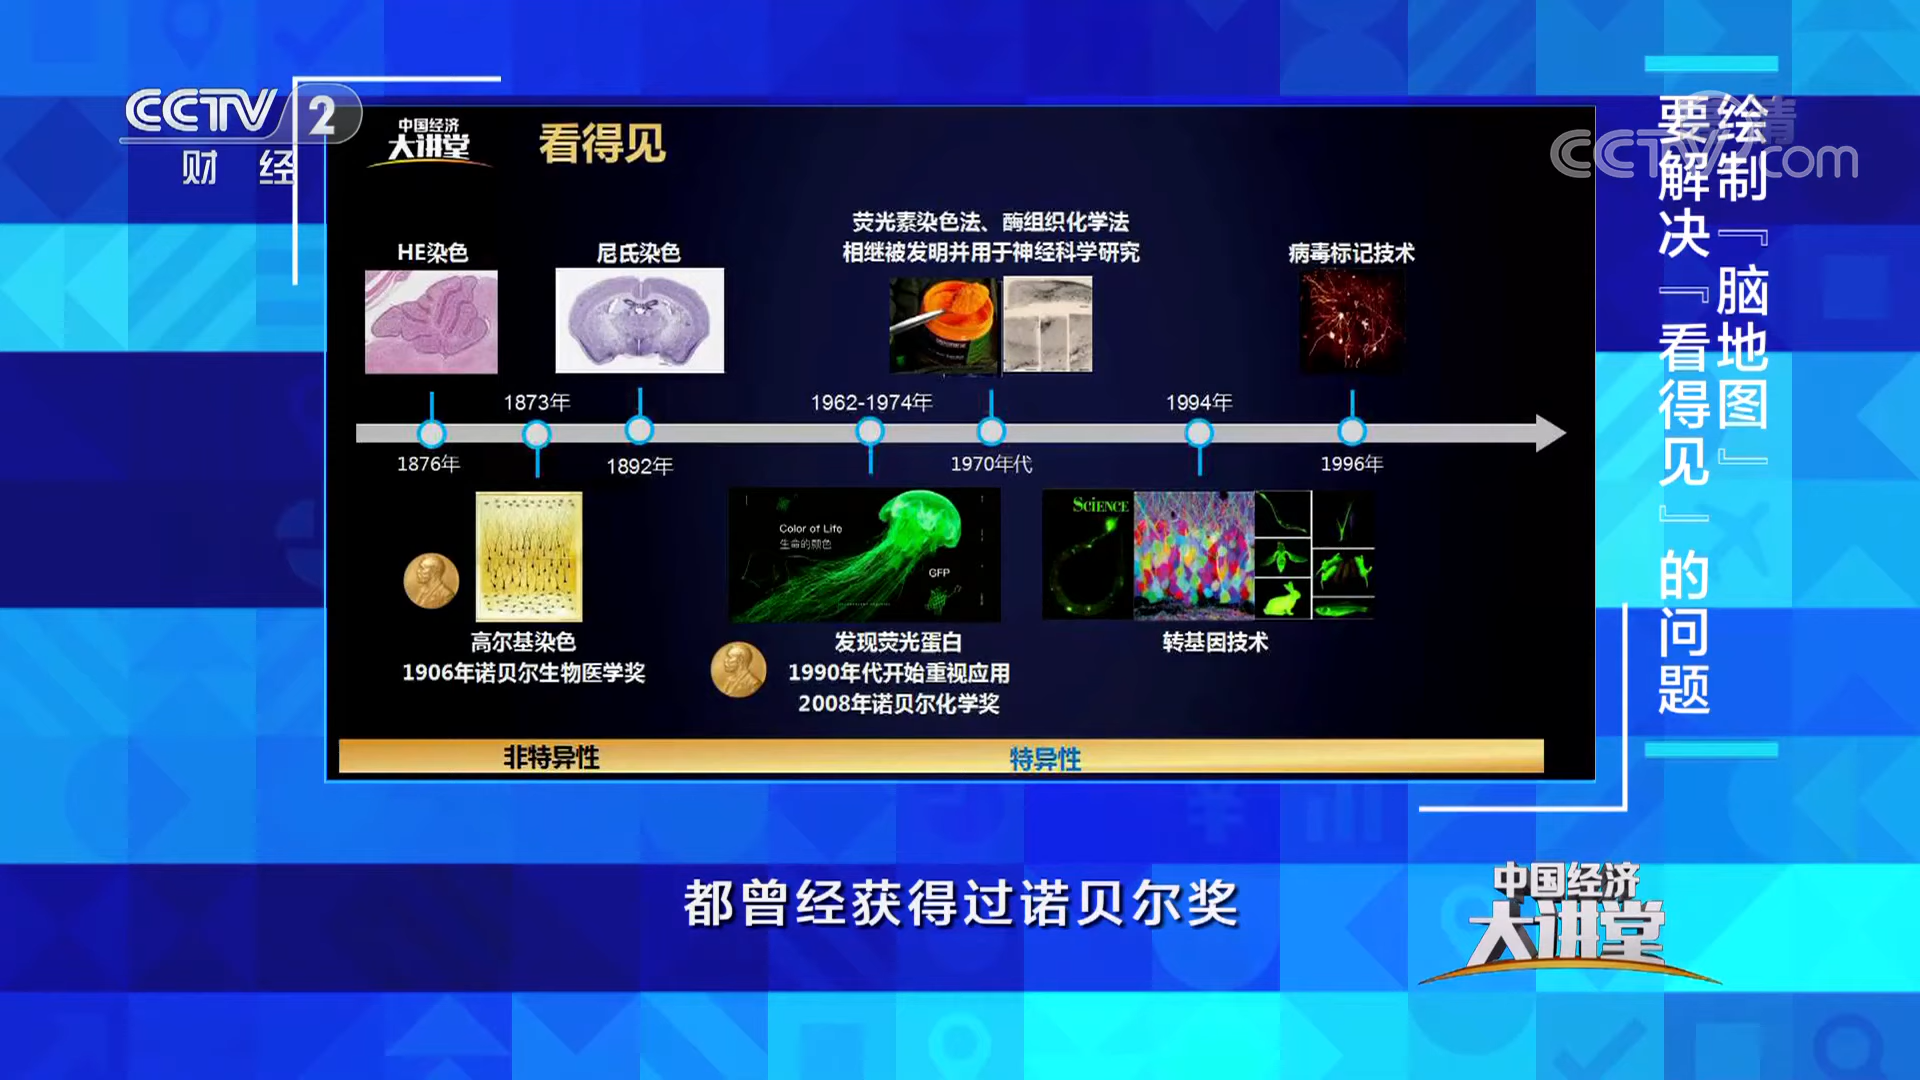 CCTV 2
财 经
中国经济
大讲堂
看得见
HE染色
尼氏染色
荧光素染色法、酶组织化学法
相继被发明并用于神经科学研究
病毒标记技术
1873年
1962-1974年
1994年
1876年
1892年
1970年代
1996年
Color of Life
生命的颜色
GFP
SCIENCE
高尔基染色
1906年诺贝尔生物医学奖
发现荧光蛋白
1990年代开始重视应用
2008年诺贝尔化学奖
转基因技术
非特异性
特异性
绘制『脑地图』
要解决『看得见』的问题
CCTV.com
都曾经获得过诺贝尔奖
中国经济
大讲堂